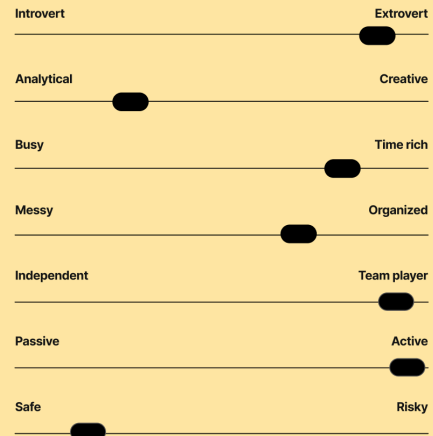 Introvert Extrovert
Analytical Creative
Busy Time rich
Messy Organized
Independent Team player
Passive Active
Safe Risky